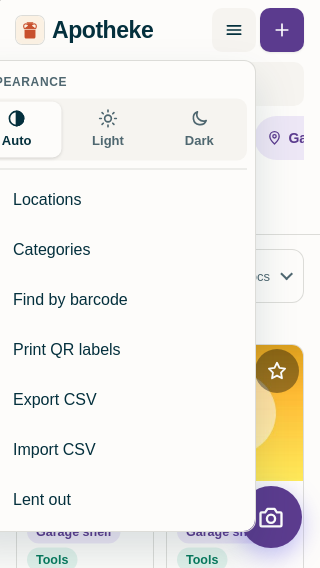 Apotheke
PEARANCE
Auto
Light
Dark
Ga
Locations
Categories
Find by barcode
ocs
Print QR labels
Export CSV
Import CSV
Lent out
Garage shelf
Garage sh
Tools
Tools